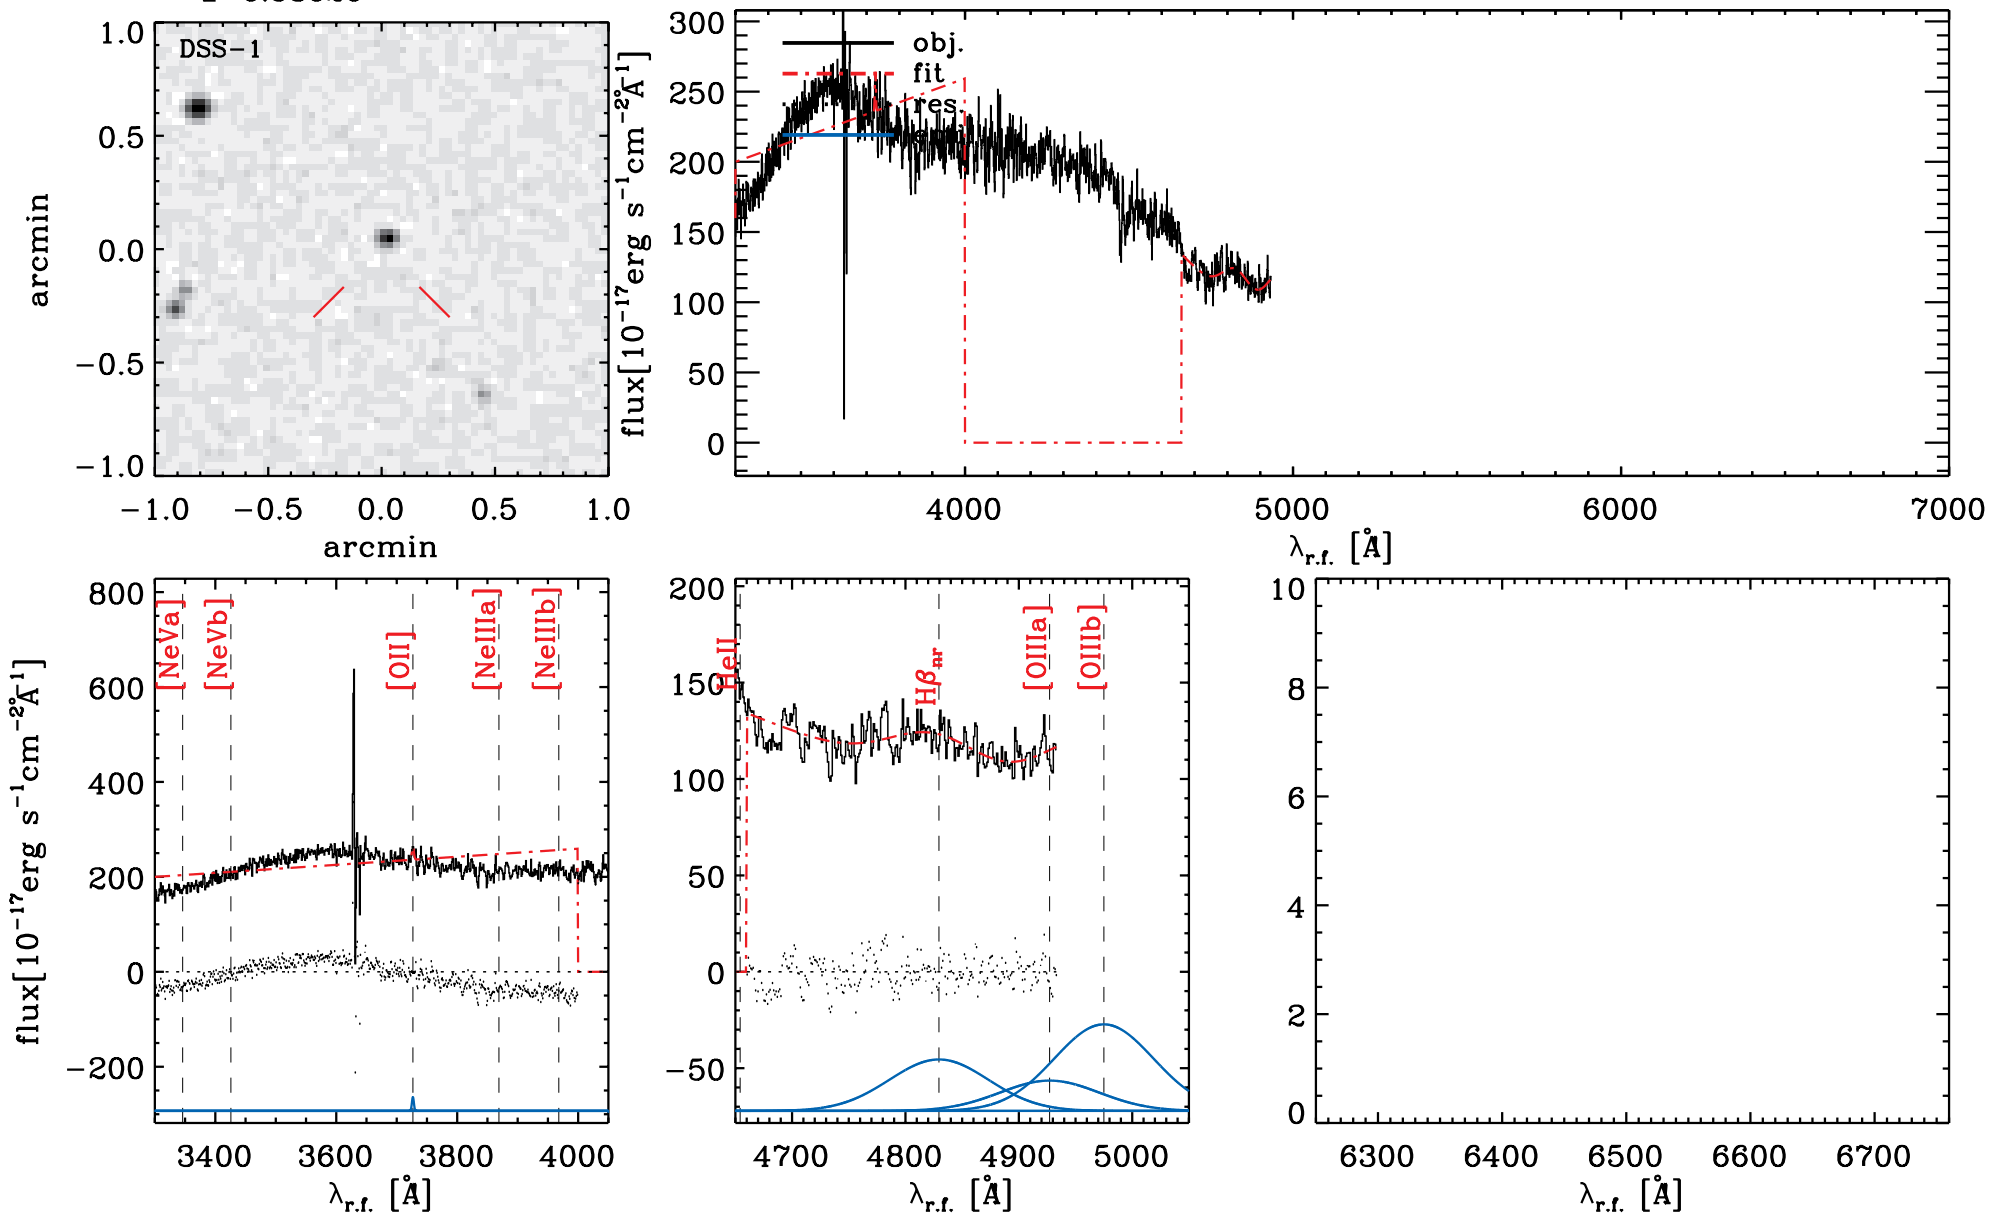 DSS-1
1.0
0.5
0.0
-0.5
-1.0
arcmin
-1.0 -0.5 0.0 0.5 1.0
arcmin
flux[10⁻¹⁷erg s⁻¹cm⁻²Å⁻¹]
300
250
200
150
100
50
0
obj.
fit
res.
4000 5000 6000 7000
λr.f. [Å]
flux[10⁻¹⁷erg s⁻¹cm⁻²Å⁻¹]
800
600
400
200
0
-200
[NeVa] [NeVb] [OII] [NeIIIa] [NeIIIb]
3400 3600 3800 4000
λr.f. [Å]
200
150
100
50
0
-50
Hβnr [OIIIa] [OIIIb]
4700 4800 4900 5000
λr.f. [Å]
10
8
6
4
2
0
6300 6400 6500 6600 6700
λr.f. [Å]